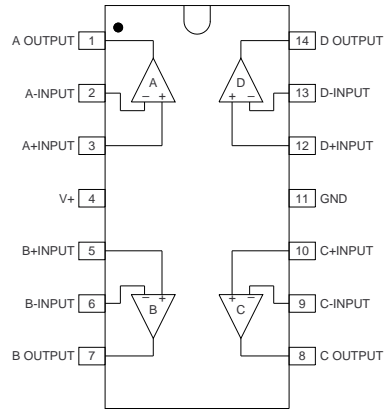 A OUTPUT 1 14 D OUTPUT
A D
A-INPUT 2 − + + − 13 D-INPUT
A+INPUT 3 12 D+INPUT
V+ 4 11 GND
B+INPUT 5 10 C+INPUT
B-INPUT 6 − + + − 9 C-INPUT
B C
B OUTPUT 7 8 C OUTPUT